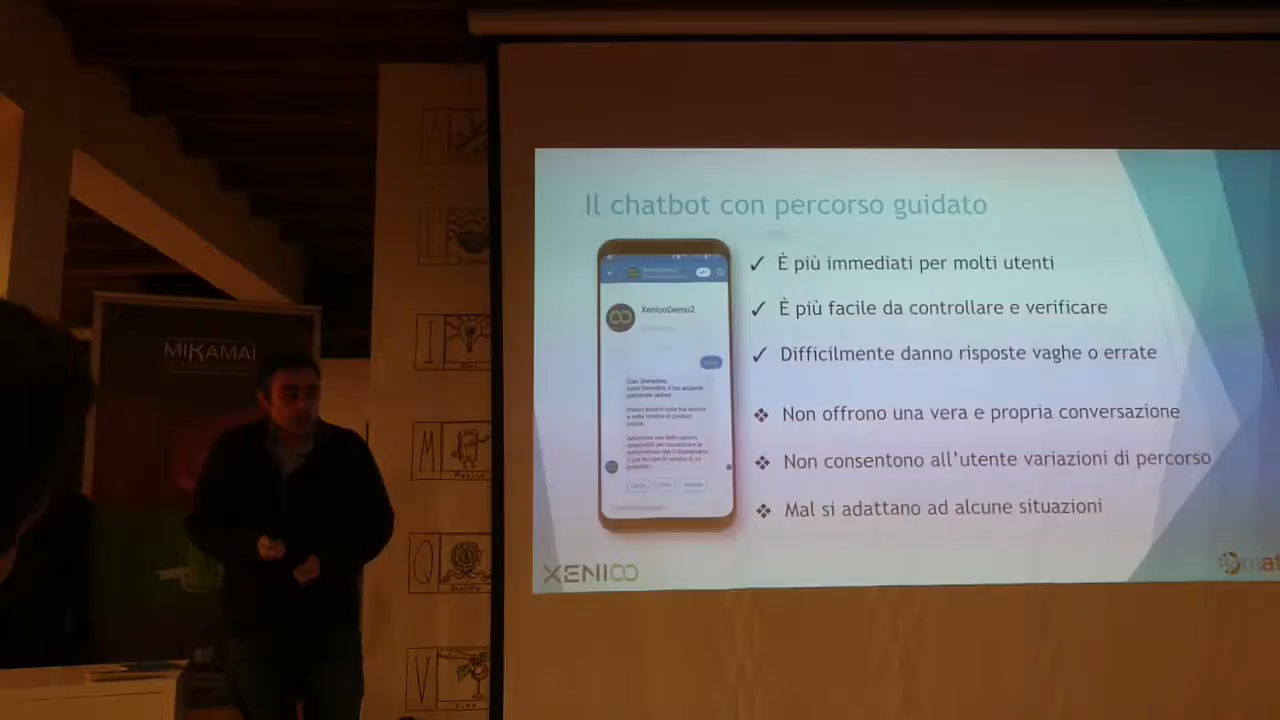 MIKAMAI
I
I
M
Q
Quality
V
Il chatbot con percorso guidato
XeniooDemo2
✓ È più immediati per molti utenti
✓ È più facile da controllare e verificare
✓ Difficilmente danno risposte vaghe o errate
❖ Non offrono una vera e propria conversazione
❖ Non consentono all'utente variazioni di percorso
❖ Mal si adattano ad alcune situazioni
XENIOO